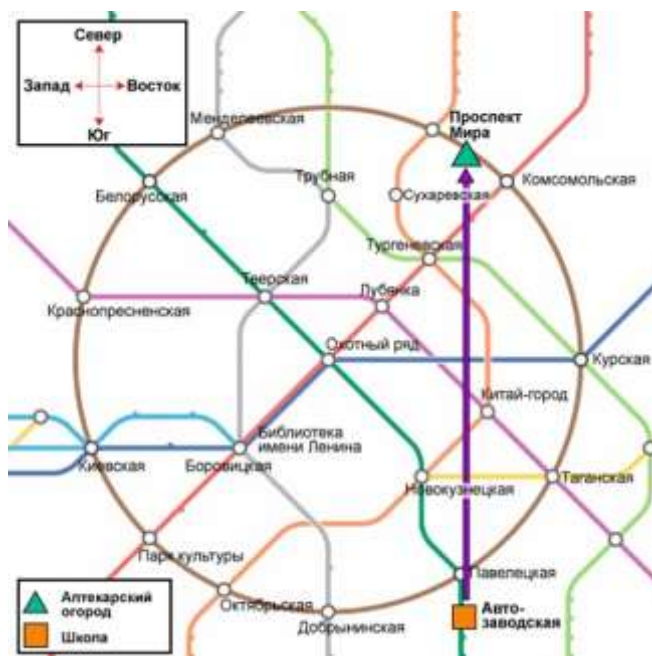 Север
Запад
Восток
Юг
Менделеевская
Проспект
Мира
Белорусская
Трубная
Сухаревская
Комсомольская
Тургеневская
Тверская
Лубянка
Краснопресненская
Охотный ряд
Курская
Китай-город
Библиотека
имени Ленина
Киевская
Боровицкая
Новокузнецкая
Таганская
Парк культуры
Павелецкая
Октябрьская
Добрынинская
Авто-
заводская
Аптекарский
огород
Школа